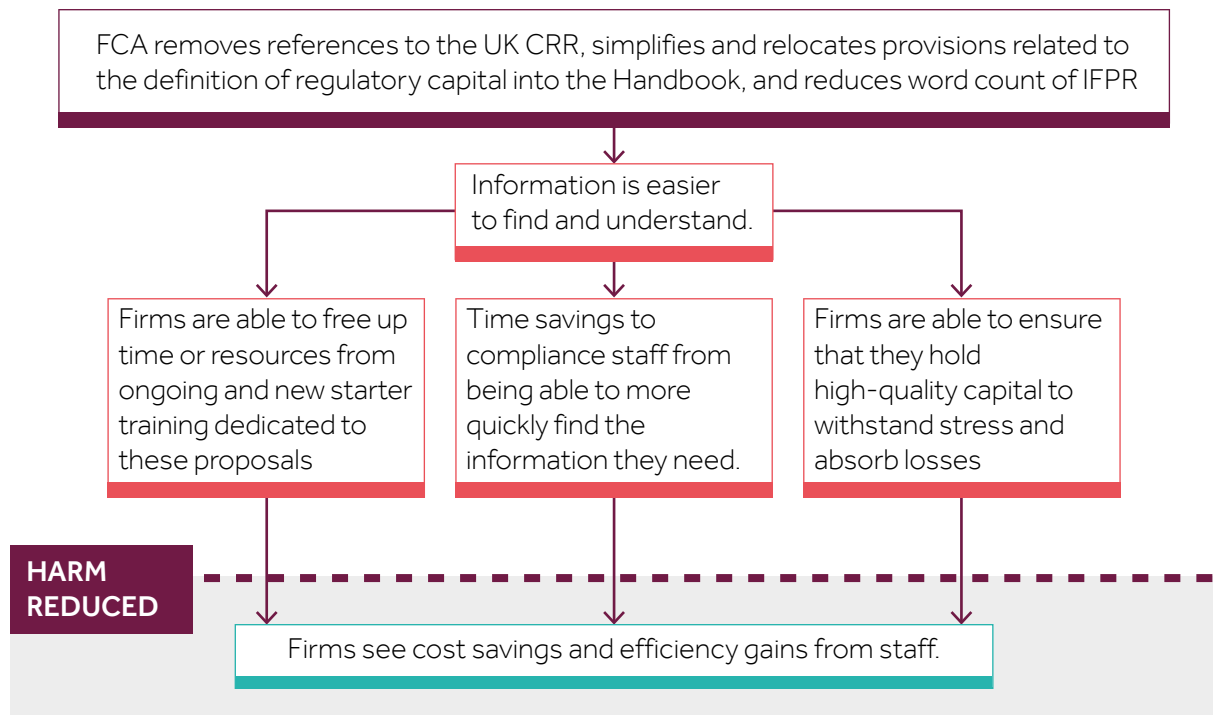 FCA removes references to the UK CRR, simplifies and relocates provisions related to
the definition of regulatory capital into the Handbook, and reduces word count of IFPR
Information is easier
to find and understand.
Firms are able to free up
time or resources from
ongoing and new starter
training dedicated to
these proposals
Time savings to
compliance staff from
being able to more
quickly find the
information they need.
Firms are able to ensure
that they hold
high-quality capital to
withstand stress and
absorb losses
HARM
REDUCED
Firms see cost savings and efficiency gains from staff.